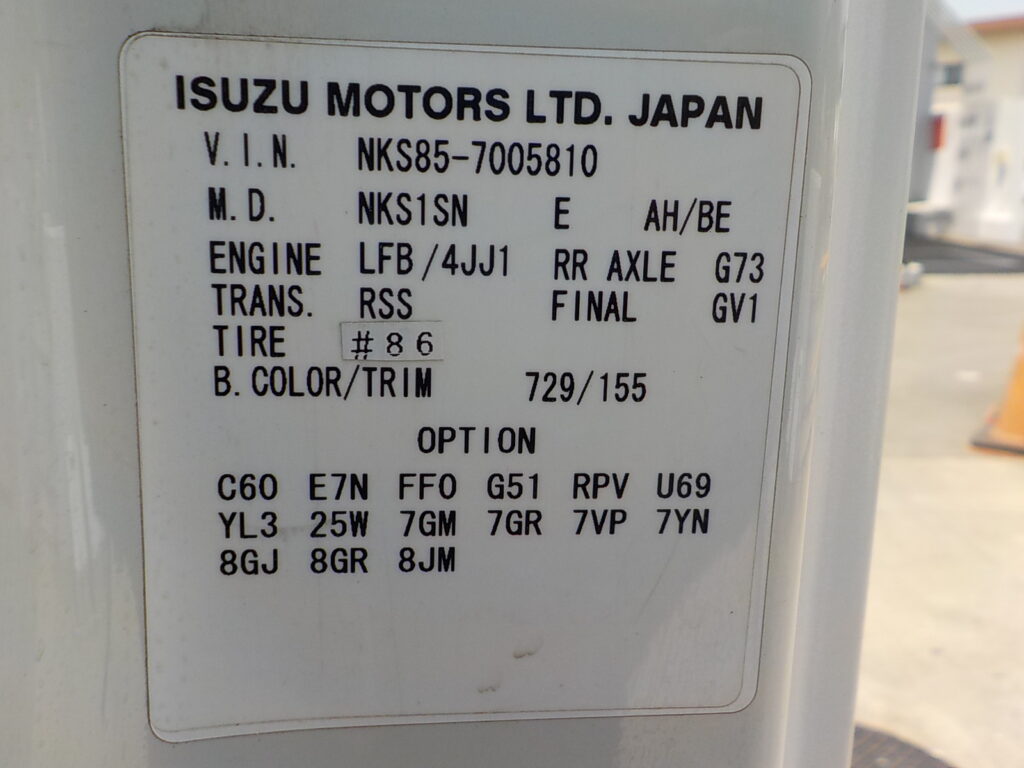 ISUZU MOTORS LTD. JAPAN
V.I.N. NKS85-7005810
M.D. NKS1SN E AH/BE
ENGINE LFB/4JJ1 RR AXLE G73
TRANS. RSS FINAL GV1
TIRE #86
B.COLOR/TRIM 729/155
OPTION
C60 E7N FF0 G51 RPV U69
YL3 25W 7GM 7GR 7VP 7YN
8GJ 8GR 8JM